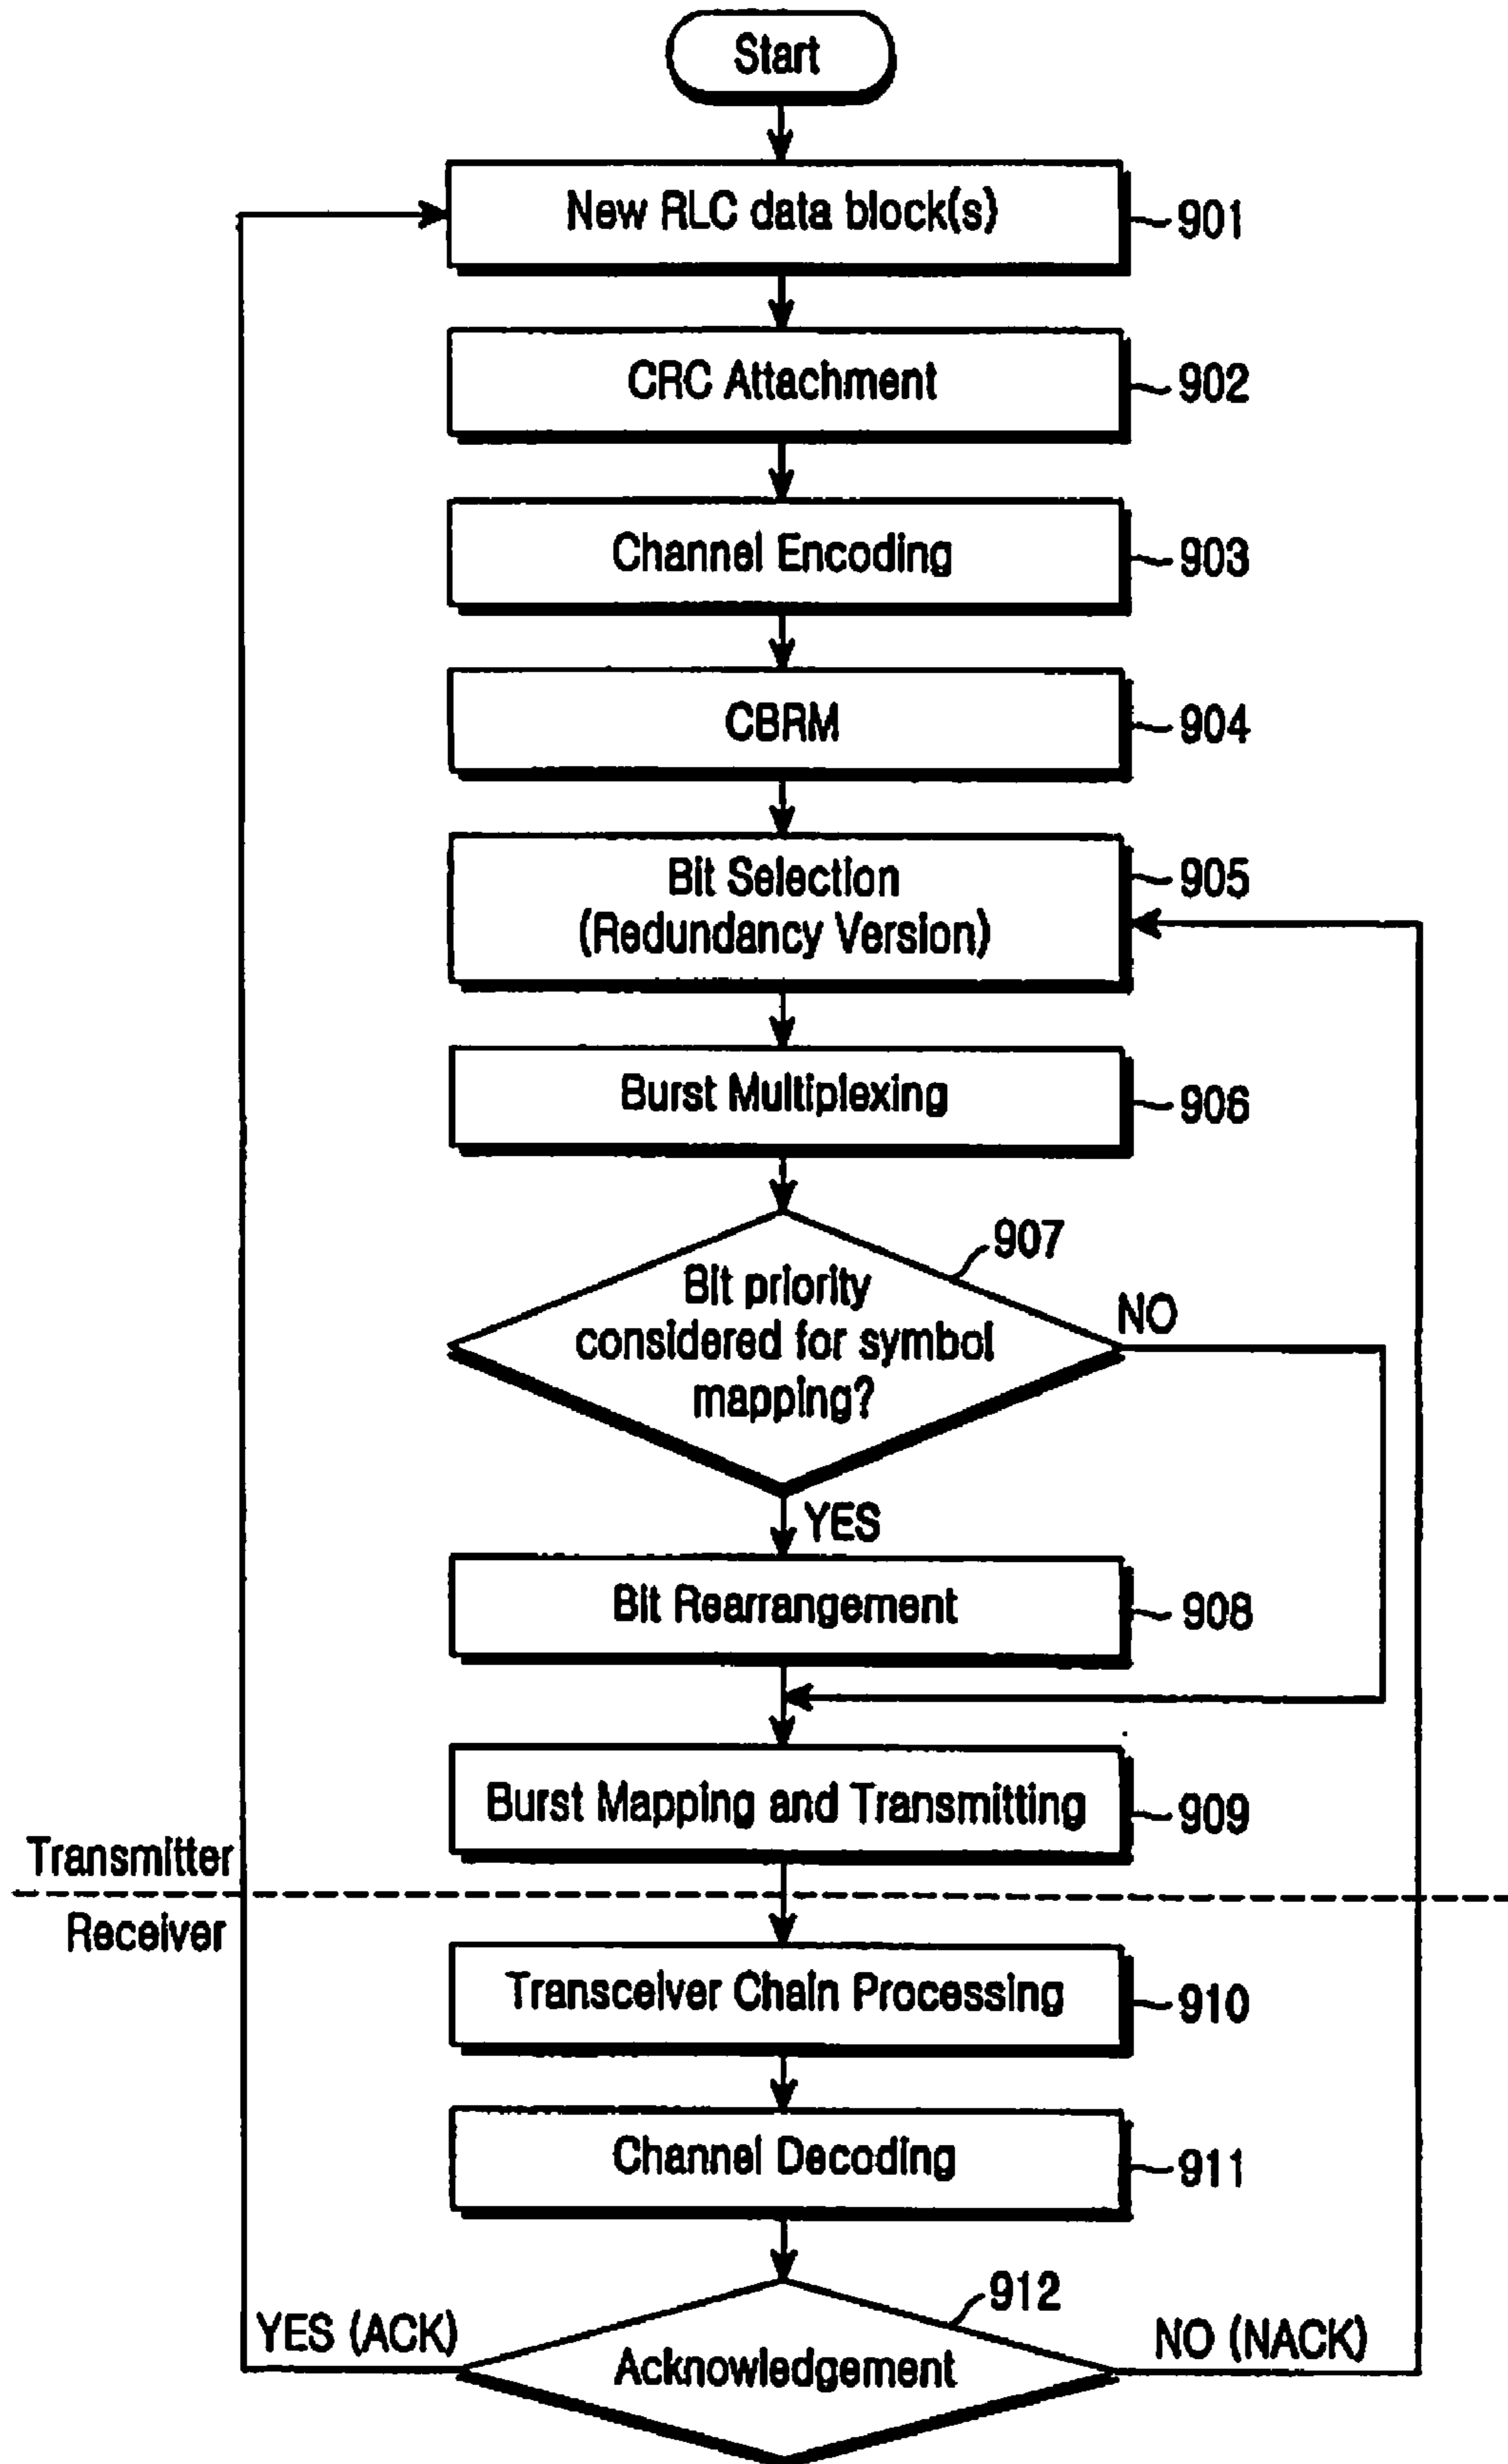 Start
New RLC data block(s)
901
CRC Attachment
902
Channel Encoding
903
CBRM
904
Bit Selection
(Redundancy Version)
905
Burst Multiplexing
906
907
Bit priority
considered for symbol
mapping?
NO
YES
Bit Rearrangement
908
Burst Mapping and Transmitting
909
Transmitter
Receiver
Transceiver Chain Processing
910
Channel Decoding
911
912
YES (ACK)
Acknowledgement
NO (NACK)